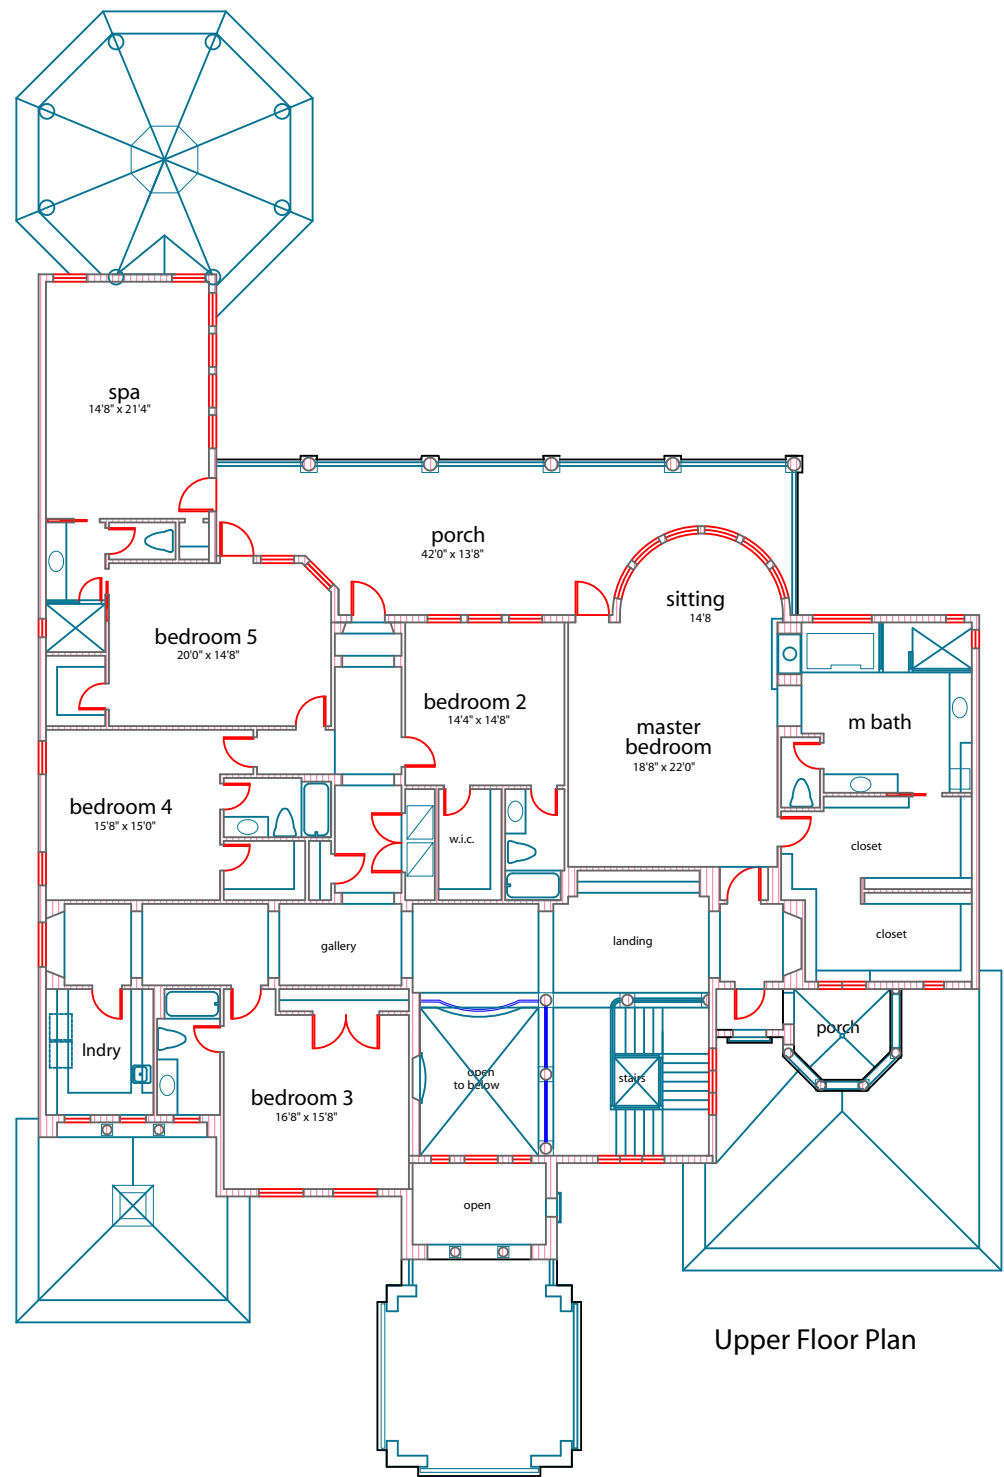 spa
14'8" x 21'4"
porch
42'0" x 13'8"
sitting
14'8
bedroom 5
20'0" x 14'8"
bedroom 2
14'4" x 14'8"
master
bedroom
18'8" x 22'0"
m bath
bedroom 4
15'8" x 15'0"
w.i.c.
closet
closet
gallery
landing
lndry
open
to below
stairs
porch
bedroom 3
16'8" x 15'8"
open
Upper Floor Plan